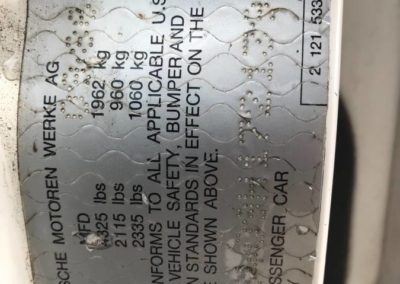 SCHE MOTOREN WERKE AG
MFD
4325 lbs 1962 kg
2115 lbs 960 kg
2335 lbs 1060 kg
NFORMS TO ALL APPLICABLE U.S
VEHICLE SAFETY, BUMPER AND
N STANDARDS IN EFFECT ON THE
E SHOWN ABOVE.
SSENGER CAR
2 121 533